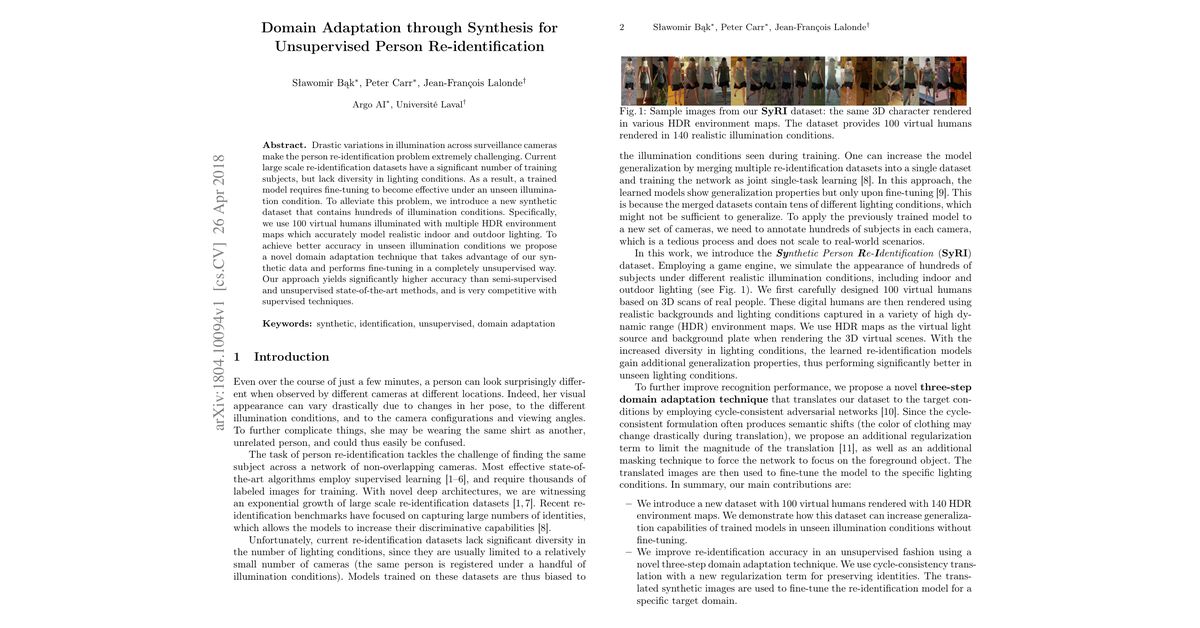 Domain Adaptation through Synthesis for
Unsupervised Person Re-identification
Sławomir Bąk∗, Peter Carr∗, Jean-François Lalonde†
Argo AI∗, Université Laval†
Abstract. Drastic variations in illumination across surveillance cameras
make the person re-identification problem extremely challenging. Current
large scale re-identification datasets have a significant number of training
subjects, but lack diversity in lighting conditions. As a result, a trained
model requires fine-tuning to become effective under an unseen illumina-
tion condition. To alleviate this problem, we introduce a new synthetic
dataset that contains hundreds of illumination conditions. Specifically,
we use 100 virtual humans illuminated with multiple HDR environment
maps which accurately model realistic indoor and outdoor lighting. To
achieve better accuracy in unseen illumination conditions we propose
a novel domain adaptation technique that takes advantage of our syn-
thetic data and performs fine-tuning in a completely unsupervised way.
Our approach yields significantly higher accuracy than semi-supervised
and unsupervised state-of-the-art methods, and is very competitive with
supervised techniques.
Keywords: synthetic, identification, unsupervised, domain adaptation
1 Introduction
Even over the course of just a few minutes, a person can look surprisingly differ-
ent when observed by different cameras at different locations. Indeed, her visual
appearance can vary drastically due to changes in her pose, to the different
illumination conditions, and to the camera configurations and viewing angles.
To further complicate things, she may be wearing the same shirt as another,
unrelated person, and could thus easily be confused.
The task of person re-identification tackles the challenge of finding the same
subject across a network of non-overlapping cameras. Most effective state-of-
the-art algorithms employ supervised learning [1–6], and require thousands of
labeled images for training. With novel deep architectures, we are witnessing
an exponential growth of large scale re-identification datasets [1, 7]. Recent re-
identification benchmarks have focused on capturing large numbers of identities,
which allows the models to increase their discriminative capabilities [8].
Unfortunately, current re-identification datasets lack significant diversity in
the number of lighting conditions, since they are usually limited to a relatively
small number of cameras (the same person is registered under a handful of
illumination conditions). Models trained on these datasets are thus biased to
arXiv:1804.10094v1 [cs.CV] 26 Apr 2018
2 Sławomir Bąk∗, Peter Carr∗, Jean-François Lalonde†
Fig. 1: Sample images from our SyRI dataset: the same 3D character rendered
in various HDR environment maps. The dataset provides 100 virtual humans
rendered in 140 realistic illumination conditions.
the illumination conditions seen during training. One can increase the model
generalization by merging multiple re-identification datasets into a single dataset
and training the network as joint single-task learning [8]. In this approach, the
learned models show generalization properties but only upon fine-tuning [9]. This
is because the merged datasets contain tens of different lighting conditions, which
might not be sufficient to generalize. To apply the previously trained model to
a new set of cameras, we need to annotate hundreds of subjects in each camera,
which is a tedious process and does not scale to real-world scenarios.
In this work, we introduce the Synthetic Person Re-Identification (SyRI)
dataset. Employing a game engine, we simulate the appearance of hundreds of
subjects under different realistic illumination conditions, including indoor and
outdoor lighting (see Fig. 1). We first carefully designed 100 virtual humans
based on 3D scans of real people. These digital humans are then rendered using
realistic backgrounds and lighting conditions captured in a variety of high dy-
namic range (HDR) environment maps. We use HDR maps as the virtual light
source and background plate when rendering the 3D virtual scenes. With the
increased diversity in lighting conditions, the learned re-identification models
gain additional generalization properties, thus performing significantly better in
unseen lighting conditions.
To further improve recognition performance, we propose a novel three-step
domain adaptation technique that translates our dataset to the target con-
ditions by employing cycle-consistent adversarial networks [10]. Since the cycle-
consistent formulation often produces semantic shifts (the color of clothing may
change drastically during translation), we propose an additional regularization
term to limit the magnitude of the translation [11], as well as an additional
masking technique to force the network to focus on the foreground object. The
translated images are then used to fine-tune the model to the specific lighting
conditions. In summary, our main contributions are:
– We introduce a new dataset with 100 virtual humans rendered with 140 HDR
environment maps. We demonstrate how this dataset can increase generaliza-
tion capabilities of trained models in unseen illumination conditions without
fine-tuning.
– We improve re-identification accuracy in an unsupervised fashion using a
novel three-step domain adaptation technique. We use cycle-consistency trans-
lation with a new regularization term for preserving identities. The trans-
lated synthetic images are used to fine-tune the re-identification model for a
specific target domain.